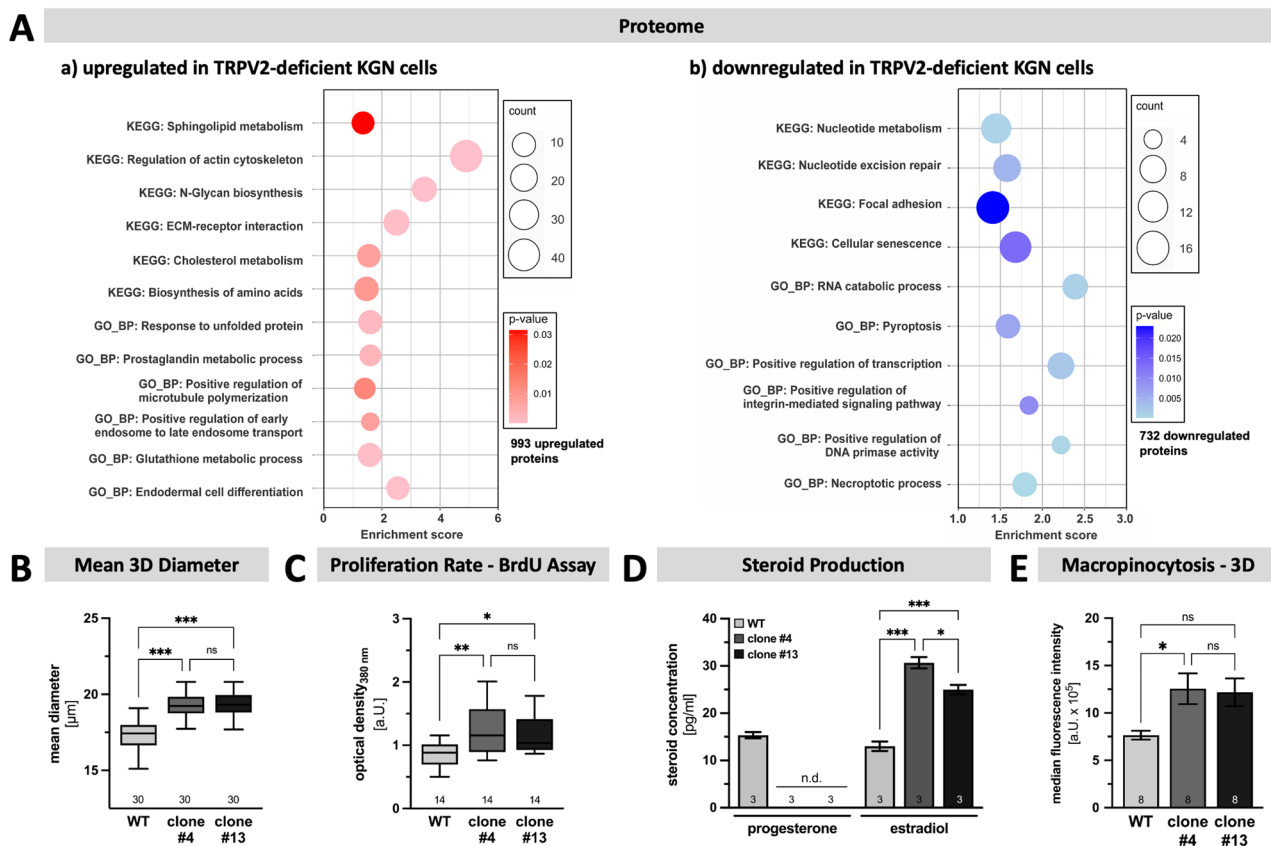 A
Proteome
a) upregulated in TRPV2-deficient KGN cells
KEGG: Sphingolipid metabolism
KEGG: Regulation of actin cytoskeleton
KEGG: N-Glycan biosynthesis
KEGG: ECM-receptor interaction
KEGG: Cholesterol metabolism
KEGG: Biosynthesis of amino acids
GO_BP: Response to unfolded protein
GO_BP: Prostaglandin metabolic process
GO_BP: Positive regulation of
microtubule polymerization
GO_BP: Positive regulation of early
endosome to late endosome transport
GO_BP: Glutathione metabolic process
GO_BP: Endodermal cell differentiation
0 2 4 6
Enrichment score
count
10
20
30
40
p-value
0.03
0.02
0.01
993 upregulated
proteins
b) downregulated in TRPV2-deficient KGN cells
KEGG: Nucleotide metabolism
KEGG: Nucleotide excision repair
KEGG: Focal adhesion
KEGG: Cellular senescence
GO_BP: RNA catabolic process
GO_BP: Pyroptosis
GO_BP: Positive regulation of transcription
GO_BP: Positive regulation of
integrin-mediated signaling pathway
GO_BP: Positive regulation of
DNA primase activity
GO_BP: Necroptotic process
1.0 1.5 2.0 2.5 3.0
Enrichment score
count
4
8
12
16
p-value
0.020
0.015
0.010
0.005
732 downregulated
proteins
B
Mean 3D Diameter
mean diameter
[µm]
25
20
15
***
*** ns
30 30 30
WT clone #4 clone #13
C
Proliferation Rate - BrdU Assay
optical density380 nm
[a.U.]
3
2
1
0
*
** ns
14 14 14
WT clone #4 clone #13
D
Steroid Production
steroid concentration
[pg/ml]
40
30
20
10
0
WT
clone #4
clone #13
***
*** *
n.d.
3 3 3 3 3 3
progesterone estradiol
E
Macropinocytosis - 3D
median fluorescence intensity
[a.U. x 10⁵]
20
15
10
5
0
ns
* ns
8 8 8
WT clone #4 clone #13